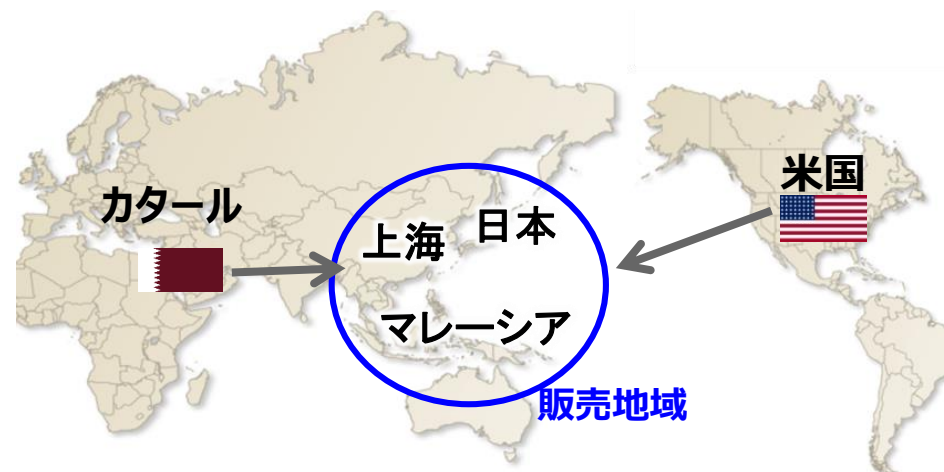 米国
カタール
上海
日本
マレーシア
販売地域